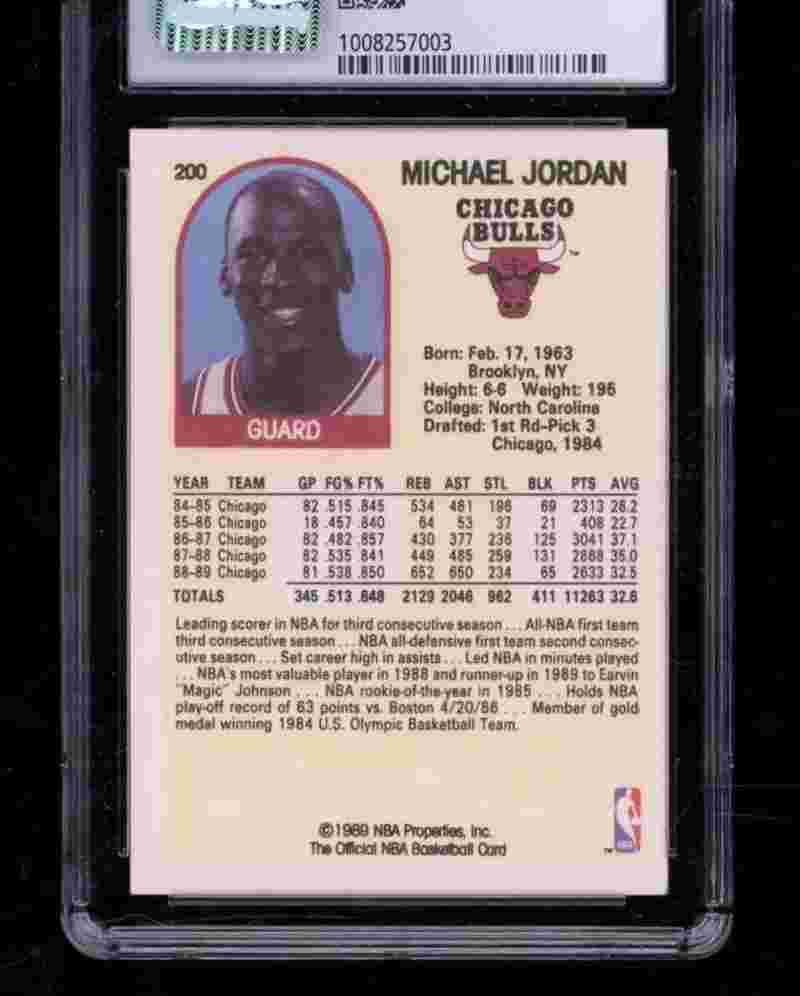 1008257003
200
MICHAEL JORDAN
CHICAGO
BULLS
TM
Born: Feb. 17, 1963
Brooklyn, NY
Height: 6-6 Weight: 195
College: North Carolina
Drafted: 1st Rd-Pick 3
Chicago, 1984
GUARD
YEAR TEAM GP FG% FT% REB AST STL BLK PTS AVG
84-85 Chicago 82 .515 .845 534 481 196 69 2313 28.2
85-86 Chicago 18 .457 .840 64 53 37 21 408 22.7
86-87 Chicago 82 .482 .857 430 377 236 125 3041 37.1
87-88 Chicago 82 .535 .841 449 485 259 131 2868 35.0
88-89 Chicago 81 .538 .850 652 650 234 65 2633 32.5
TOTALS 345 .513 .848 2129 2046 962 411 11263 32.6
Leading scorer in NBA for third consecutive season . . . All-NBA first team
third consecutive season . . . NBA all-defensive first team second consec-
utive season . . . Set career high in assists . . . Led NBA in minutes played
. . . NBA's most valuable player in 1988 and runner-up in 1989 to Earvin
"Magic" Johnson . . . NBA rookie-of-the-year in 1985 . . . Holds NBA
play-off record of 63 points vs. Boston 4/20/86 . . . Member of gold
medal winning 1984 U.S. Olympic Basketball Team.
©1989 NBA Properties, Inc.
The Official NBA Basketball Card
TM
NBA